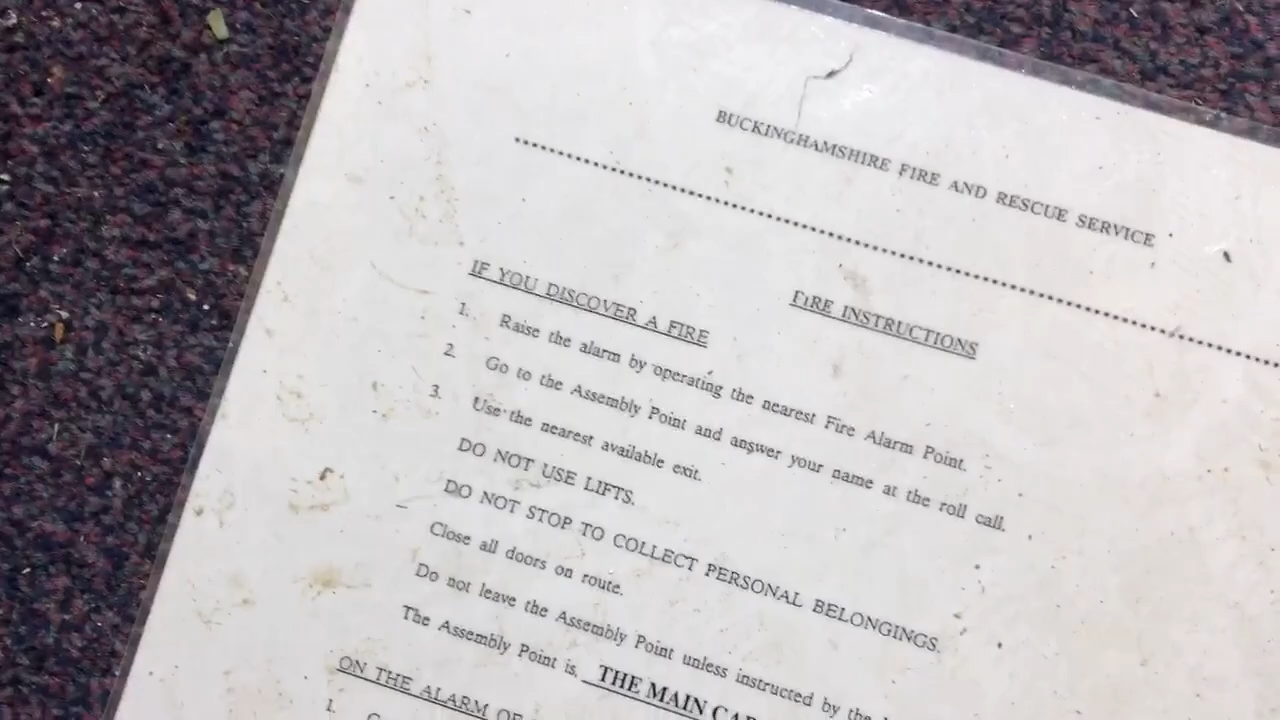 BUCKINGHAMSHIRE FIRE AND RESCUE SERVICE
FIRE INSTRUCTIONS
IF YOU DISCOVER A FIRE
1. Raise the alarm by operating the nearest Fire Alarm Point.
2. Go to the Assembly Point and answer your name at the roll call.
3. Use the nearest available exit.
DO NOT USE LIFTS.
DO NOT STOP TO COLLECT PERSONAL BELONGINGS.
Close all doors on route.
Do not leave the Assembly Point unless instructed by the
The Assembly Point is, THE MAIN CAR
ON THE ALARM OF
1.